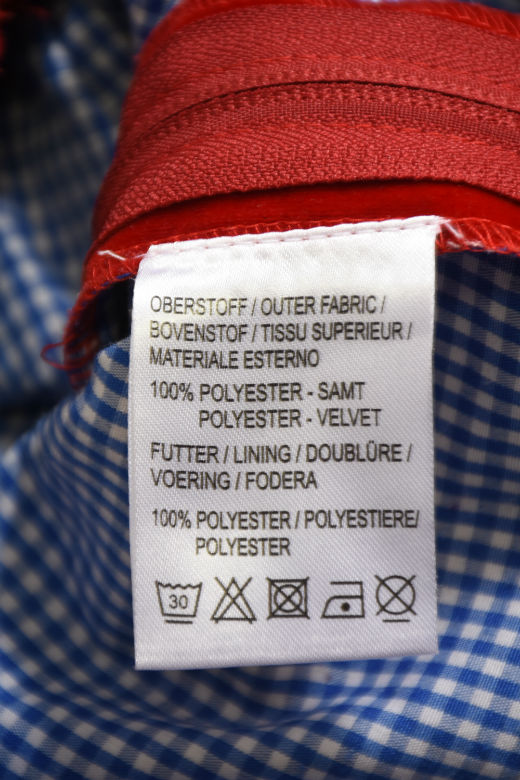 OBERSTOFF / OUTER FABRIC /
BOVENSTOF / TISSU SUPERIEUR /
MATERIALE ESTERNO
100% POLYESTER - SAMT
POLYESTER - VELVET
FUTTER / LINING / DOUBLÛRE /
VOERING / FODERA
100% POLYESTER / POLYESTIERE/
POLYESTER
30